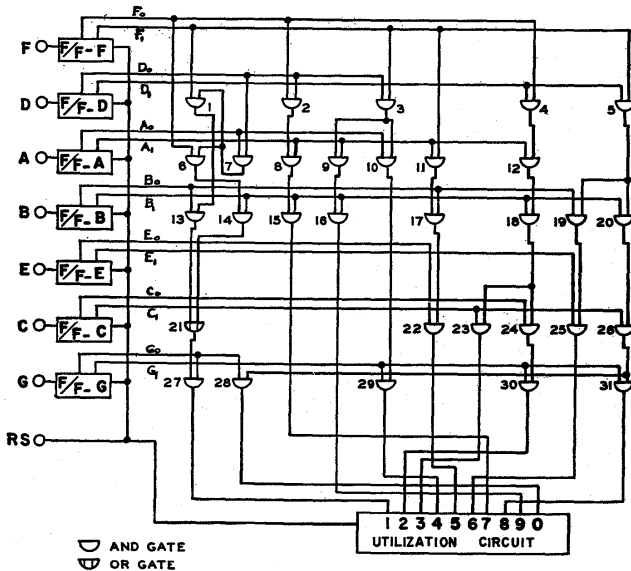 F F/F-F F₀ F₁
D F/F-D D₀ D₁
1 2 3 4 5
A F/F-A A₀ A₁
6 7 8 9 10 11 12
B F/F-B B₀ B₁
13 14 15 16 17 18 19 20
E F/F-E E₀ E₁
C F/F-C C₀ C₁
21 22 23 24 25 26
G F/F-G G₀ G₁
27 28 29 30 31
RS
1 2 3 4 5 6 7 8 9 0
UTILIZATION CIRCUIT
AND GATE
OR GATE